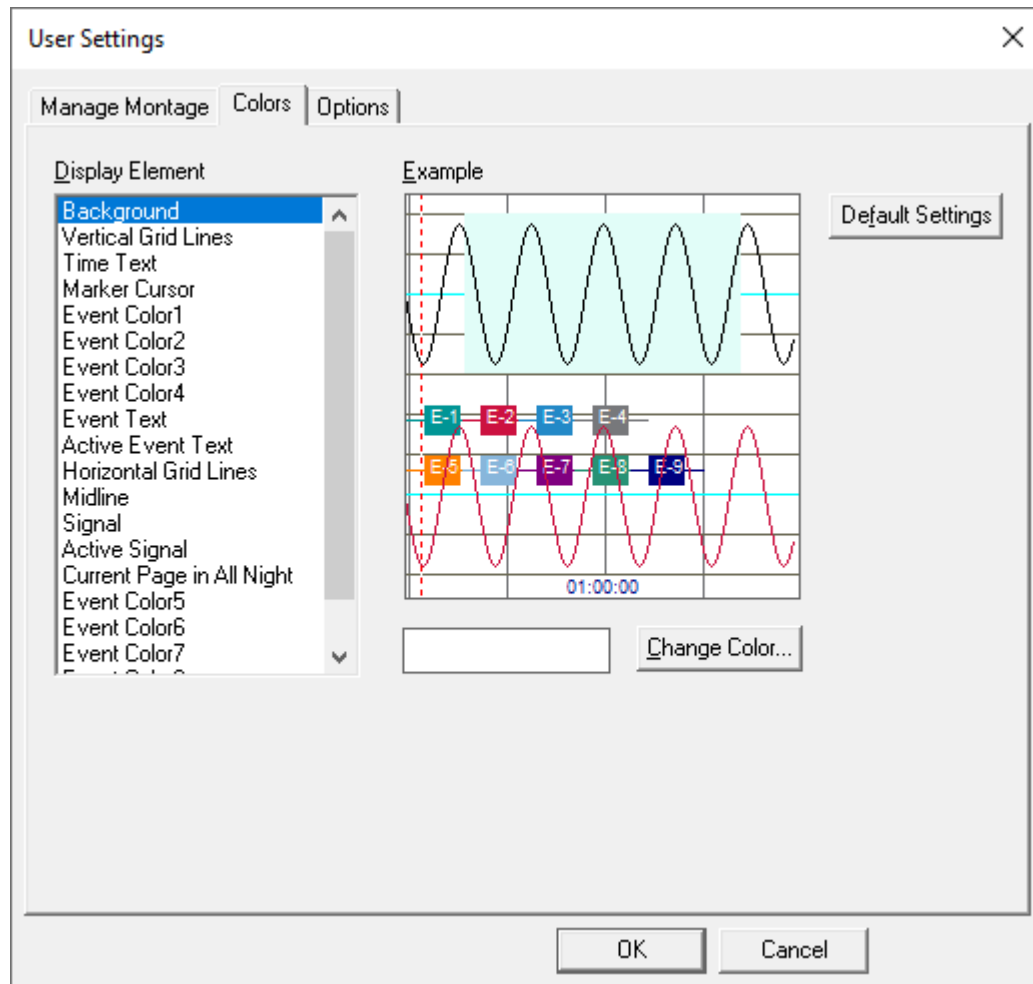 User Settings
Manage Montage
Colors
Options
Display Element
Example
Background
Vertical Grid Lines
Time Text
Marker Cursor
Event Color1
Event Color2
Event Color3
Event Color4
Event Text
Active Event Text
Horizontal Grid Lines
Midline
Signal
Active Signal
Current Page in All Night
Event Color5
Event Color6
Event Color7
E-1 E-2 E-3 E-4
E-5 E-6 E-7 E-8 E-9
01:00:00
Default Settings
Change Color...
OK
Cancel